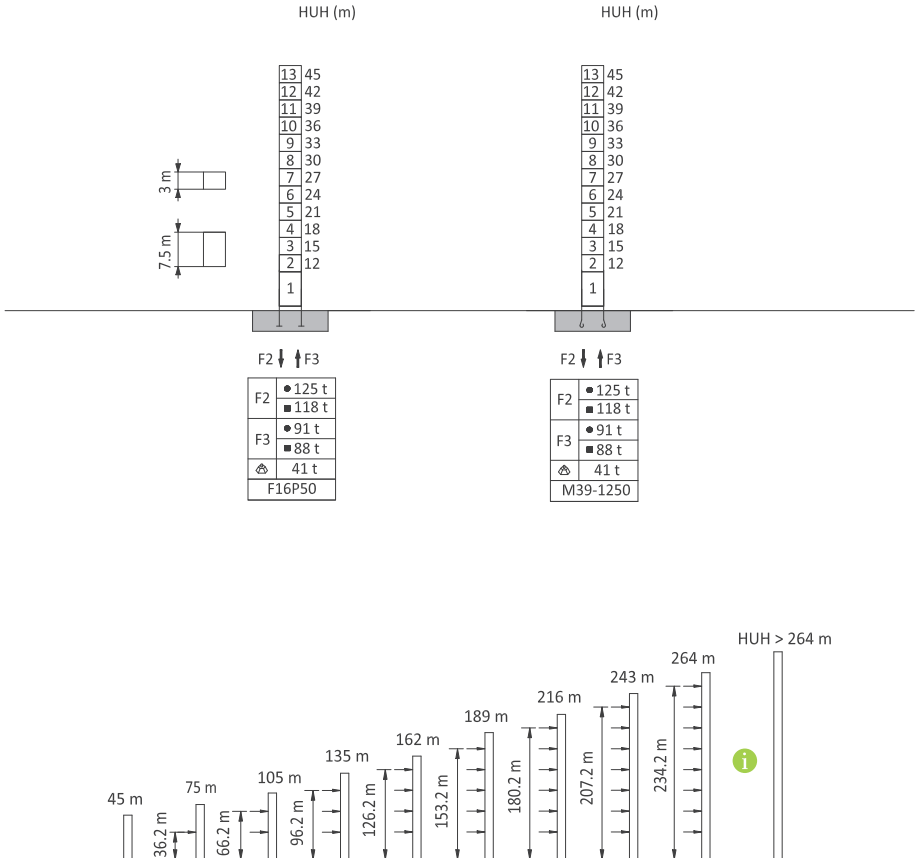 HUH (m) HUH (m)
13 45 13 45
12 42 12 42
11 39 11 39
10 36 10 36
9 33 9 33
8 30 8 30
3 m 7 27 7 27
6 24 6 24
5 21 5 21
4 18 4 18
7.5 m 3 15 3 15
2 12 2 12
1 1
F2 F3 F2 F3
F2 125 t F2 125 t
118 t 118 t
F3 91 t F3 91 t
88 t 88 t
41 t 41 t
F16P50 M39-1250
HUH > 264 m
264 m
243 m
216 m
189 m
162 m
135 m
105 m
75 m
45 m
36.2 m
66.2 m
96.2 m
126.2 m
153.2 m
180.2 m
207.2 m
234.2 m
i